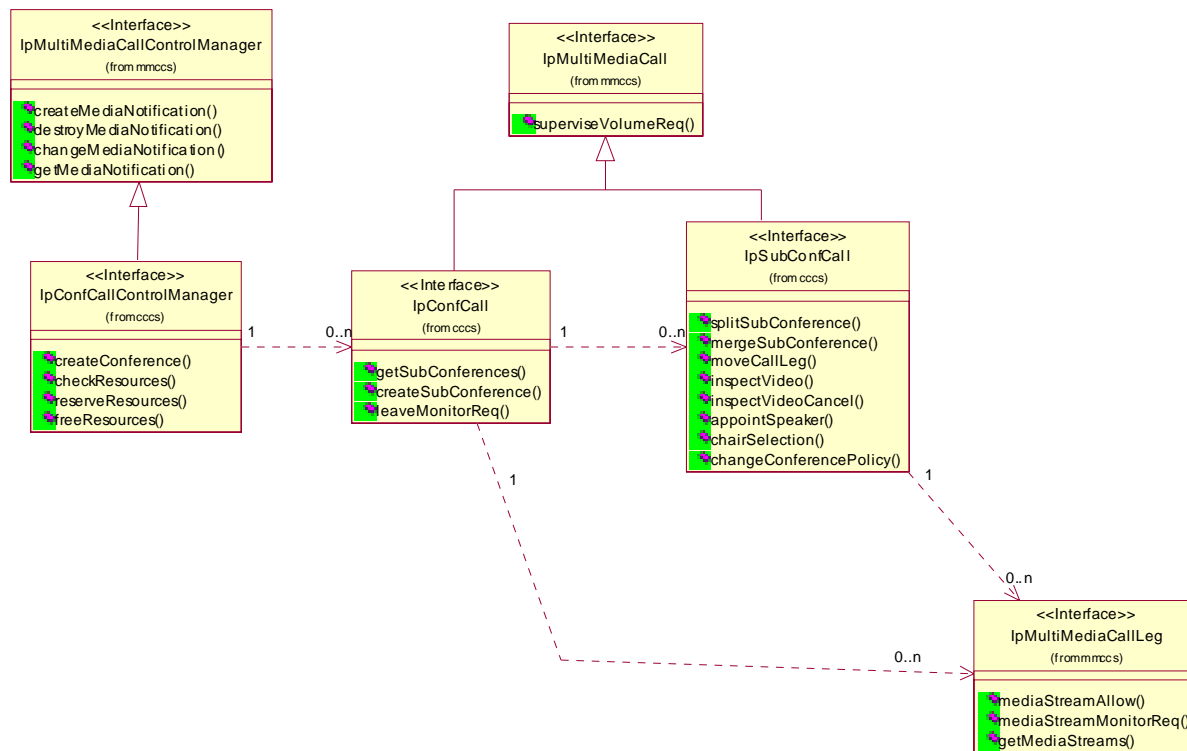 <<Interface>>
IpMultiMediaCallControlManager
(from mmccs)
createMediaNotification()
destroyMediaNotification()
changeMediaNotification()
getMediaNotification()
<<Interface>>
IpMultiMediaCall
(from mmccs)
superviseVolumeReq()
<<Interface>>
IpConfCallControlManager
(from cccs)
createConference()
checkResources()
reserveResources()
freeResources()
1
0..n
<<Interface>>
IpConfCall
(from cccs)
getSubConferences()
createSubConference()
leaveMonitorReq()
1
0..n
<<Interface>>
IpSubConfCall
(from cccs)
splitSubConference()
mergeSubConference()
moveCallLeg()
inspectVideo()
inspectVideoCancel()
appointSpeaker()
chairSelection()
changeConferencePolicy()
1
0..n
1
0..n
<<Interface>>
IpMultiMediaCallLeg
(from mmccs)
mediaStreamAllow()
mediaStreamMonitorReq()
getMediaStreams()